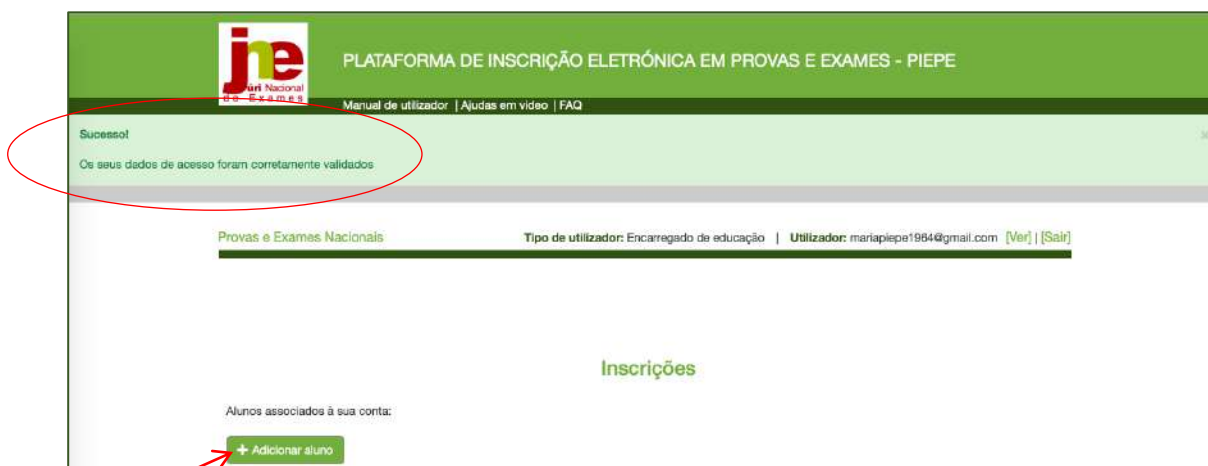 jne
Júri Nacional
de Exames
PLATAFORMA DE INSCRIÇÃO ELETRÓNICA EM PROVAS E EXAMES - PIEPE
Manual de utilizador | Ajudas em video | FAQ
Sucesso!
×
Os seus dados de acesso foram corretamente validados
Provas e Exames Nacionais Tipo de utilizador: Encarregado de educação | Utilizador: mariapiepe1964@gmail.com [Ver] | [Sair]
Inscrições
Alunos associados à sua conta:
+ Adicionar aluno